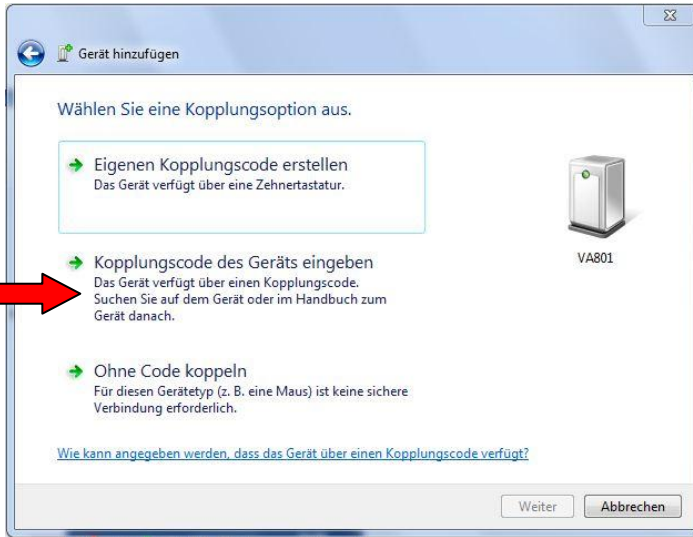 Gerät hinzufügen
Wählen Sie eine Kopplungsoption aus.
Eigenen Kopplungscode erstellen
Das Gerät verfügt über eine Zehnertastatur.
Kopplungscode des Geräts eingeben
Das Gerät verfügt über einen Kopplungscode.
Suchen Sie auf dem Gerät oder im Handbuch zum
Gerät danach.
Ohne Code koppeln
Für diesen Gerätetyp (z. B. eine Maus) ist keine sichere
Verbindung erforderlich.
VA801
Wie kann angegeben werden, dass das Gerät über einen Kopplungscode verfügt?
Weiter
Abbrechen